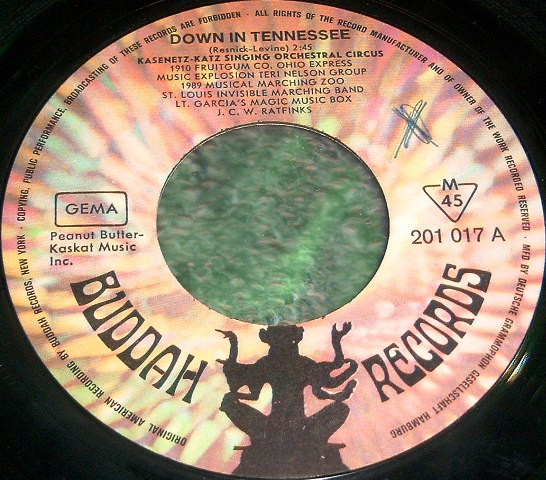 COPYING, PUBLIC PERFORMANCE, BROADCASTING OF THESE RECORDS ARE FORBIDDEN · ALL RIGHTS OF THE RECORD MANUFACTURER AND OF OWNER OF THE WORK RECORDED RESERVED · MFD BY DEUTSCHE GRAMMOPHON GESELLSCHAFT HAMBURG
DOWN IN TENNESSEE
(Resnick-Levine) 2:45
KASENETZ-KATZ SINGING ORCHESTRAL CIRCUS
1910 FRUITGUM CO. OHIO EXPRESS
MUSIC EXPLOSION TERI NELSON GROUP
1989 MUSICAL MARCHING ZOO
ST. LOUIS INVISIBLE MARCHING BAND
LT. GARCIA'S MAGIC MUSIC BOX
J. C. W. RATFINKS
GEMA
Peanut Butter-
Kaskat Music
Inc.
M
45
201 017 A
BUDDAH RECORDS
ORIGINAL AMERICAN RECORDING BY BUDDAH RECORDS, NEW YORK ·